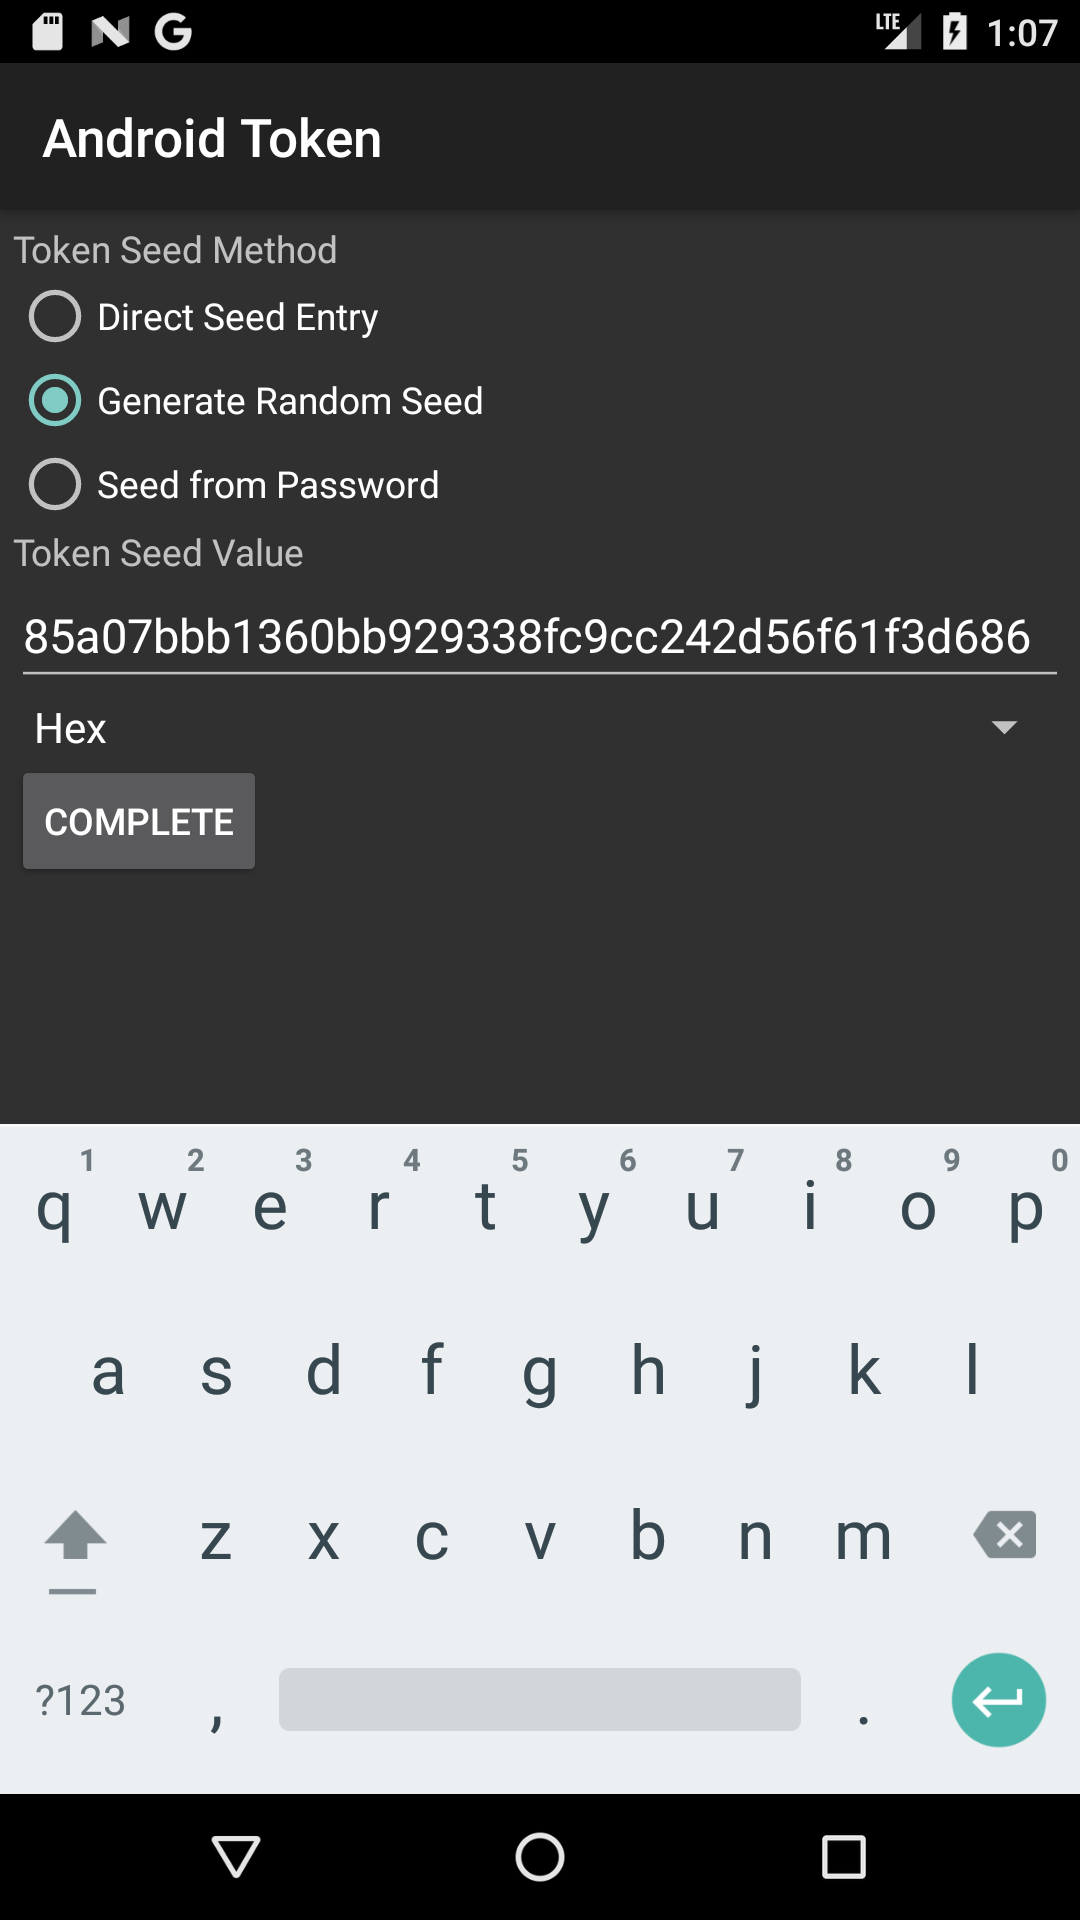 LTE 1:07
Android Token
Token Seed Method
Direct Seed Entry
Generate Random Seed
Seed from Password
Token Seed Value
85a07bbb1360bb929338fc9cc242d56f61f3d686
Hex
COMPLETE
1 2 3 4 5 6 7 8 9 0
q w e r t y u i o p
a s d f g h j k l
z x c v b n m
?123 , .